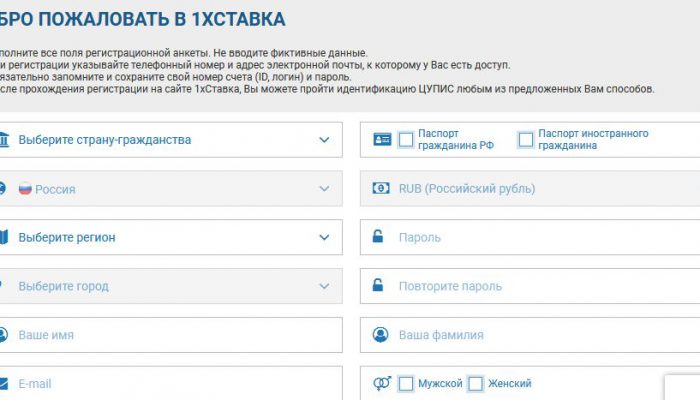 БРО ПОЖАЛОВАТЬ В 1ХСТАВКА
полните все поля регистрационной анкеты. Не вводите фиктивные данные.
и регистрации указывайте телефонный номер и адрес электронной почты, к которому у Вас есть доступ.
язательно запомните и сохраните свой номер счета (ID, логин) и пароль.
сле прохождения регистрации на сайте 1хСтавка, Вы можете пройти идентификацию ЦУПИС любым из предложенных Вам способов.
Выберите страну-гражданства
Паспорт
гражданина РФ
Паспорт иностранного
гражданина
Россия
RUB (Российский рубль)
Выберите регион
Пароль
Выберите город
Повторите пароль
Ваше имя
Ваша фамилия
E-mail
Мужской
Женский